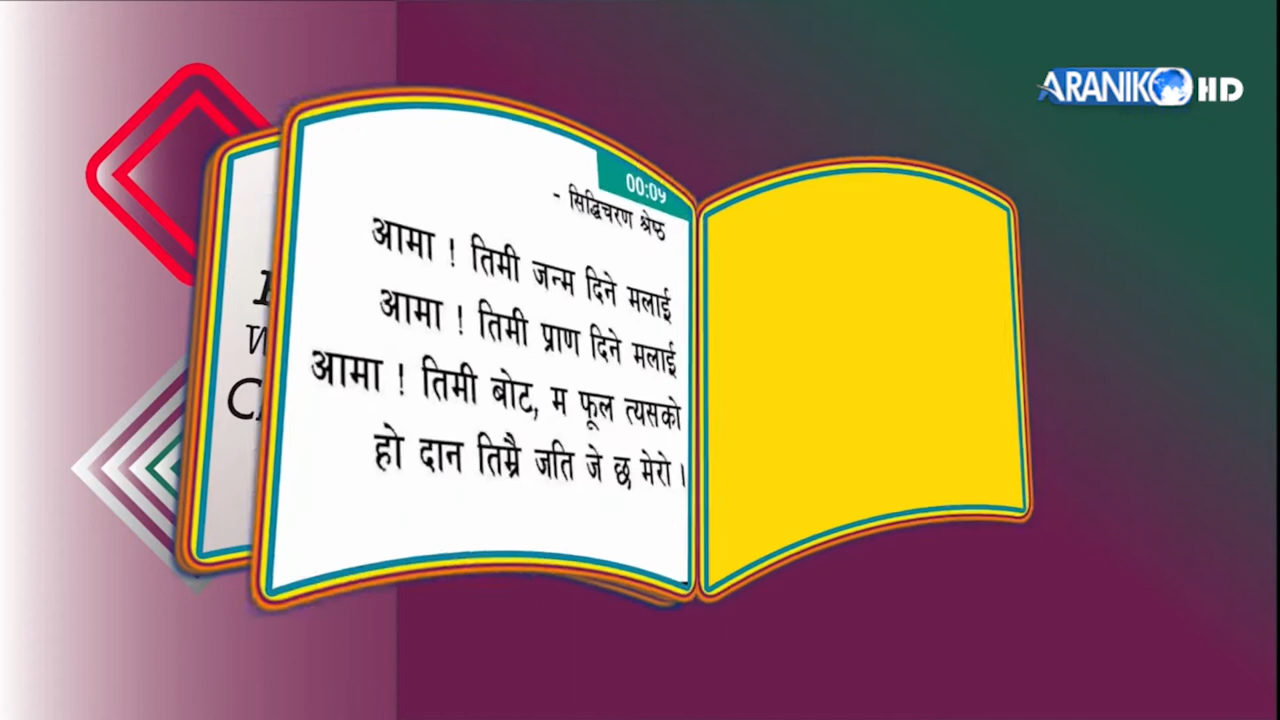 ARANIKO HD
00:09
- सिद्धिचरण श्रेष्ठ
आमा ! तिमी जन्म दिने मलाई
आमा ! तिमी प्राण दिने मलाई
आमा ! तिमी बोट, म फूल त्यसको
हो दान तिम्रै जति जे छ मेरो ।